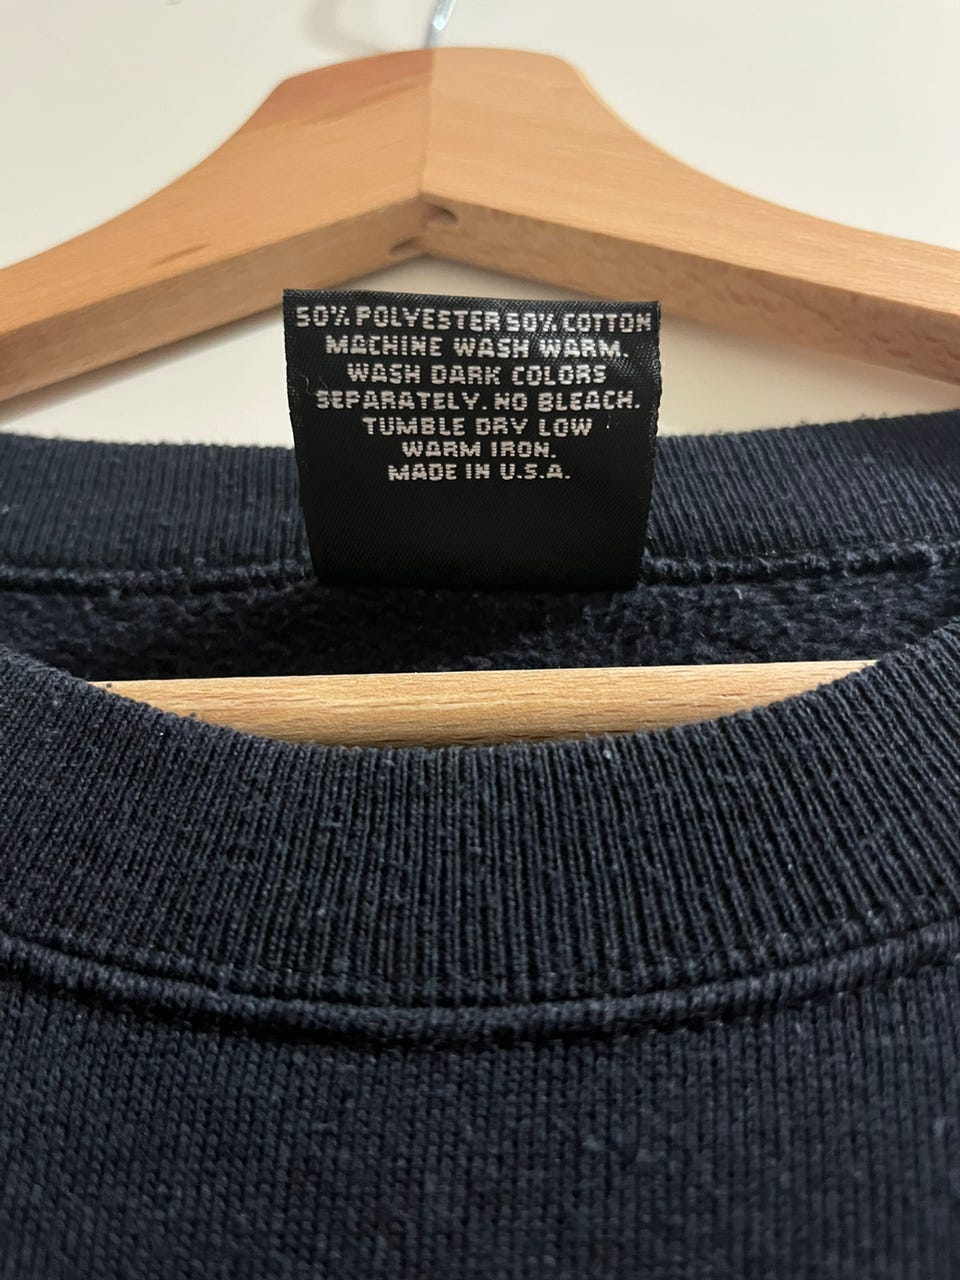 50% POLYESTER 50% COTTON
MACHINE WASH WARM.
WASH DARK COLORS
SEPARATELY. NO BLEACH.
TUMBLE DRY LOW
WARM IRON.
MADE IN U.S.A.